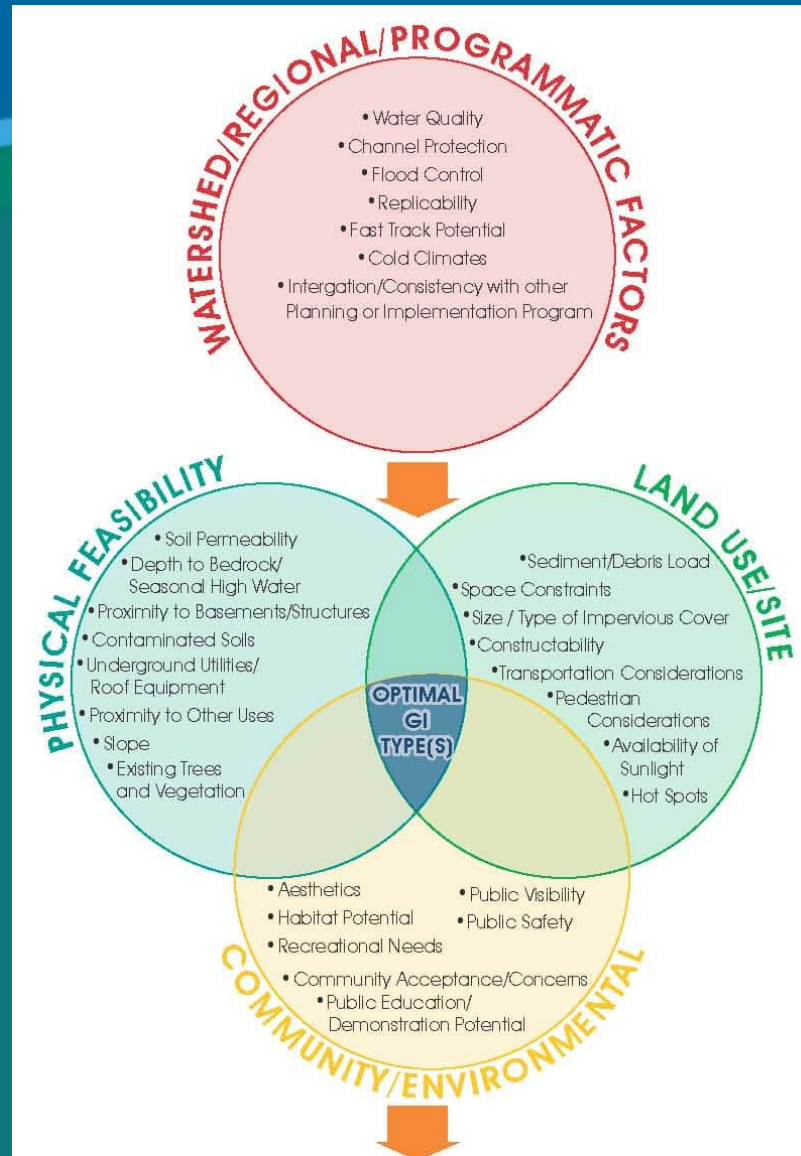 WATERSHED/REGIONAL/PROGRAMMATIC FACTORS
• Water Quality
• Channel Protection
• Flood Control
• Replicability
• Fast Track Potential
• Cold Climates
• Intergation/Consistency with other
Planning or Implementation Program
PHYSICAL FEASIBILITY
• Soil Permeability
• Depth to Bedrock/
Seasonal High Water
• Proximity to Basements/Structures
• Contaminated Soils
• Underground Utilities/
Roof Equipment
• Proximity to Other Uses
• Slope
• Existing Trees
and Vegetation
LAND USE/SITE
• Sediment/Debris Load
• Space Constraints
• Size / Type of Impervious Cover
• Constructability
• Transportation Considerations
• Pedestrian
Considerations
• Availability of
Sunlight
• Hot Spots
OPTIMAL
GI
TYPE(S)
• Aesthetics
• Habitat Potential
• Recreational Needs
• Public Visibility
• Public Safety
• Community Acceptance/Concerns
• Public Education/
Demonstration Potential
COMMUNITY/ENVIRONMENTAL